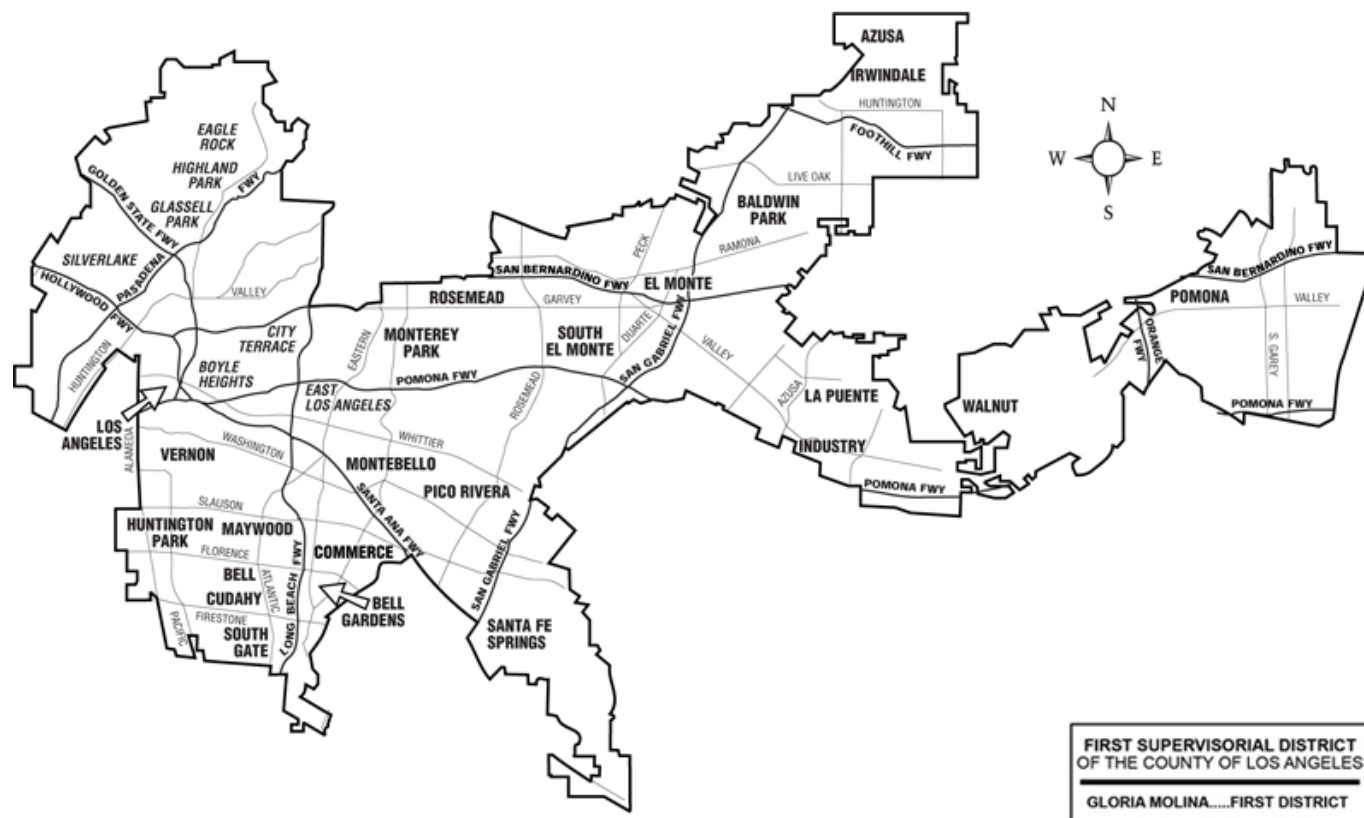 AZUSA
IRWINDALE
HUNTINGTON
FOOTHILL FWY
N
W E
S
EAGLE
ROCK
HIGHLAND
PARK
GLASSELL
PARK
FWY
PASADENA
GOLDEN STATE FWY
SILVERLAKE
HOLLYWOOD FWY
HUNTINGTON
VALLEY
LIVE OAK
BALDWIN
PARK
PECK
RAMONA
SAN BERNARDINO FWY
EL MONTE
ROSEMEAD
GARVEY
SOUTH
EL MONTE
DUARTE
SAN GABRIEL FWY
VALLEY
CITY
TERRACE
EASTERN
MONTEREY
PARK
BOYLE
HEIGHTS
POMONA FWY
EAST
LOS ANGELES
ROSEMEAD
LOS
ANGELES
ALAMEDA
VERNON
WASHINGTON
WHITTIER
MONTEBELLO
PICO RIVERA
SANTA ANA FWY
SLAUSON
HUNTINGTON
PARK
MAYWOOD
FLORENCE
COMMERCE
BELL
ATLANTIC
LONG BEACH FWY
CUDAHY
FIRESTONE
BELL
GARDENS
PACIFIC
SOUTH
GATE
SAN GABRIEL FWY
SANTA FE
SPRINGS
AZUSA
LA PUENTE
INDUSTRY
POMONA FWY
WALNUT
SAN BERNARDINO FWY
POMONA
VALLEY
ORANGE
FWY
S. GAREY
POMONA FWY
FIRST SUPERVISORIAL DISTRICT
OF THE COUNTY OF LOS ANGELES
GLORIA MOLINA.....FIRST DISTRICT